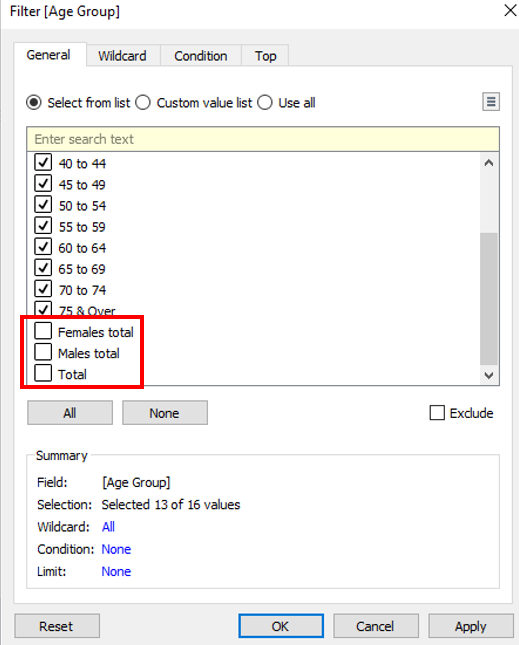 Filter [Age Group]
General Wildcard Condition Top
Select from list Custom value list Use all
Enter search text
40 to 44
45 to 49
50 to 54
55 to 59
60 to 64
65 to 69
70 to 74
75 & Over
Females total
Males total
Total
All None Exclude
Summary
Field: [Age Group]
Selection: Selected 13 of 16 values
Wildcard: All
Condition: None
Limit: None
Reset OK Cancel Apply